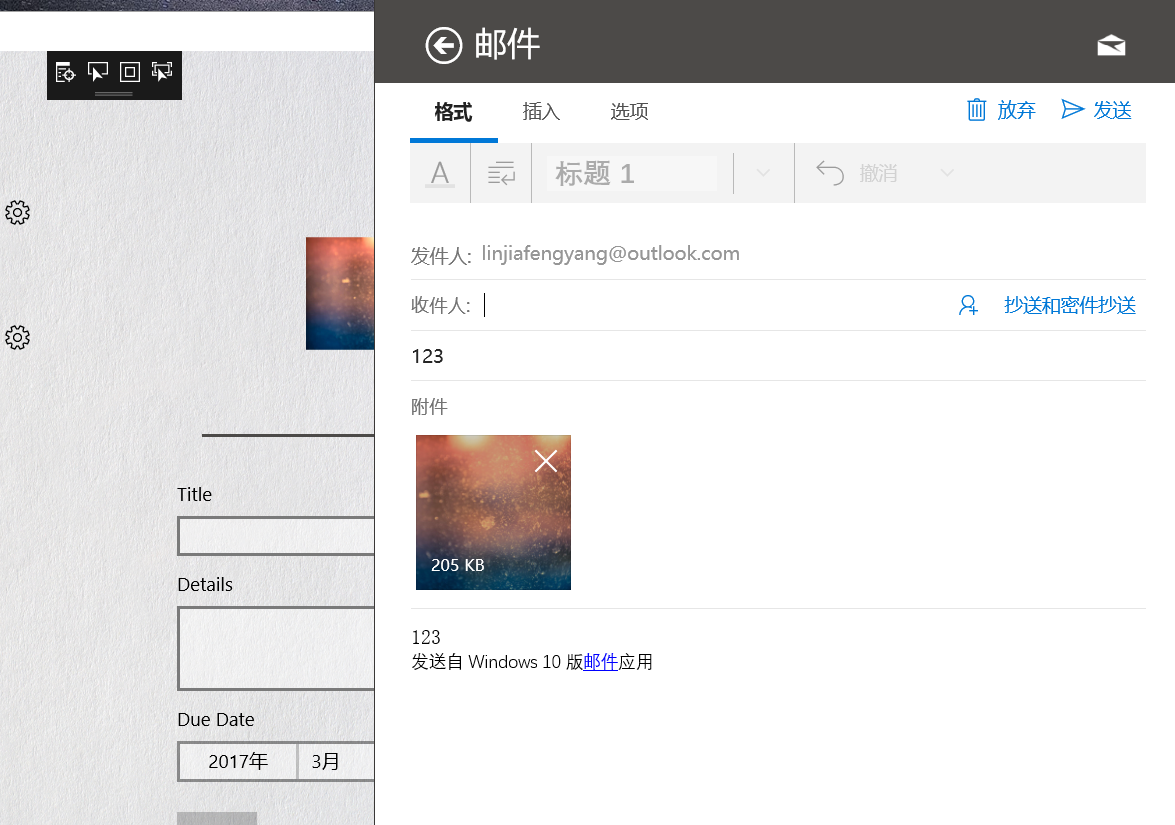 邮件
格式 插入 选项 放弃 发送
A 标题 1 撤消
发件人: linjiafengyang@outlook.com
收件人: 抄送和密件抄送
123
附件
205 KB
123
发送自 Windows 10 版邮件应用
Title
Details
Due Date
2017年 3月